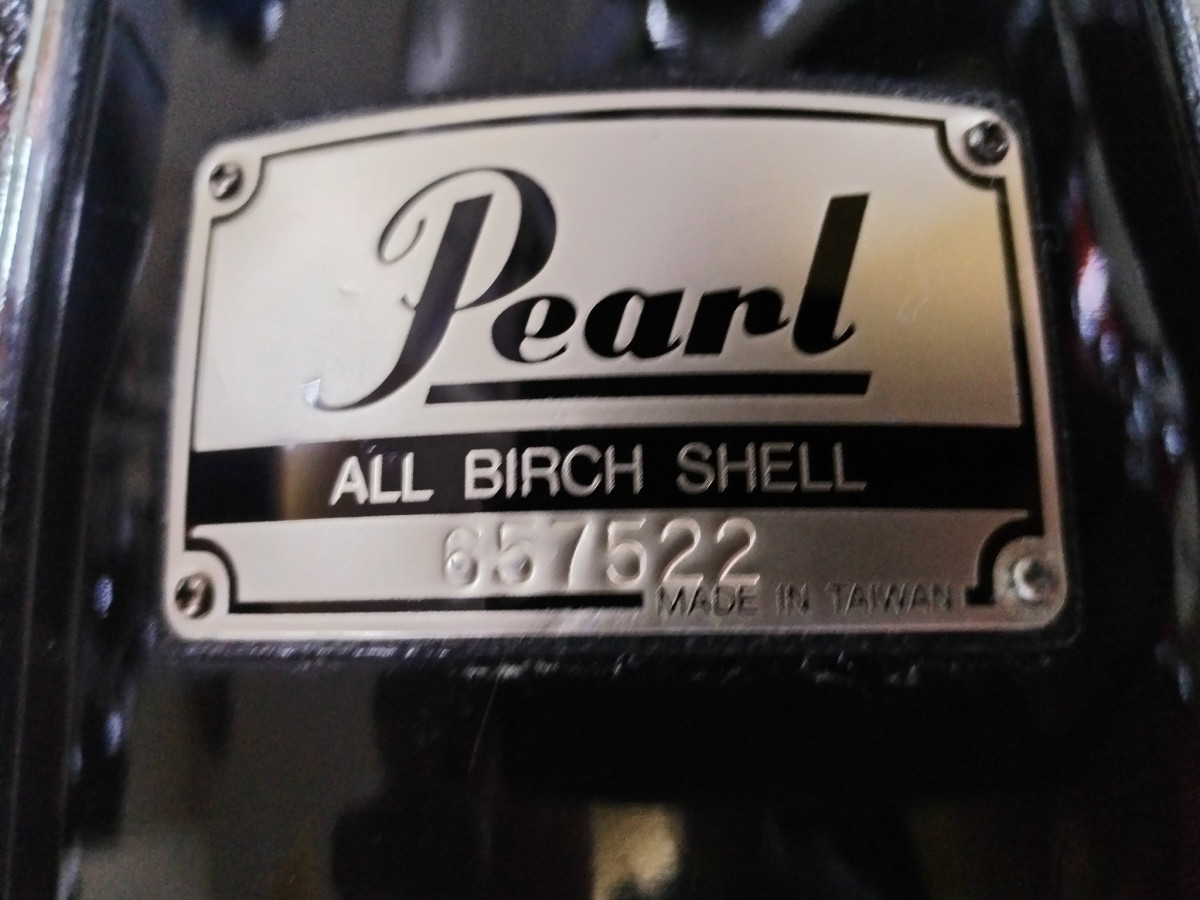 Pearl
ALL BIRCH SHELL
657522
MADE IN TAIWAN